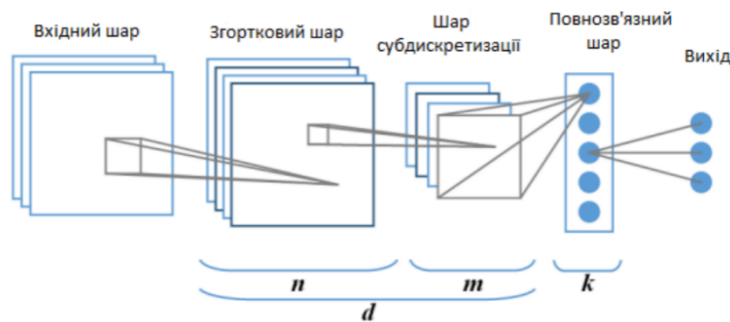 Вхідний шар
Згортковий шар
Шар
субдискретизації
Повнозв'язний
шар
Вихід
n
m
k
d